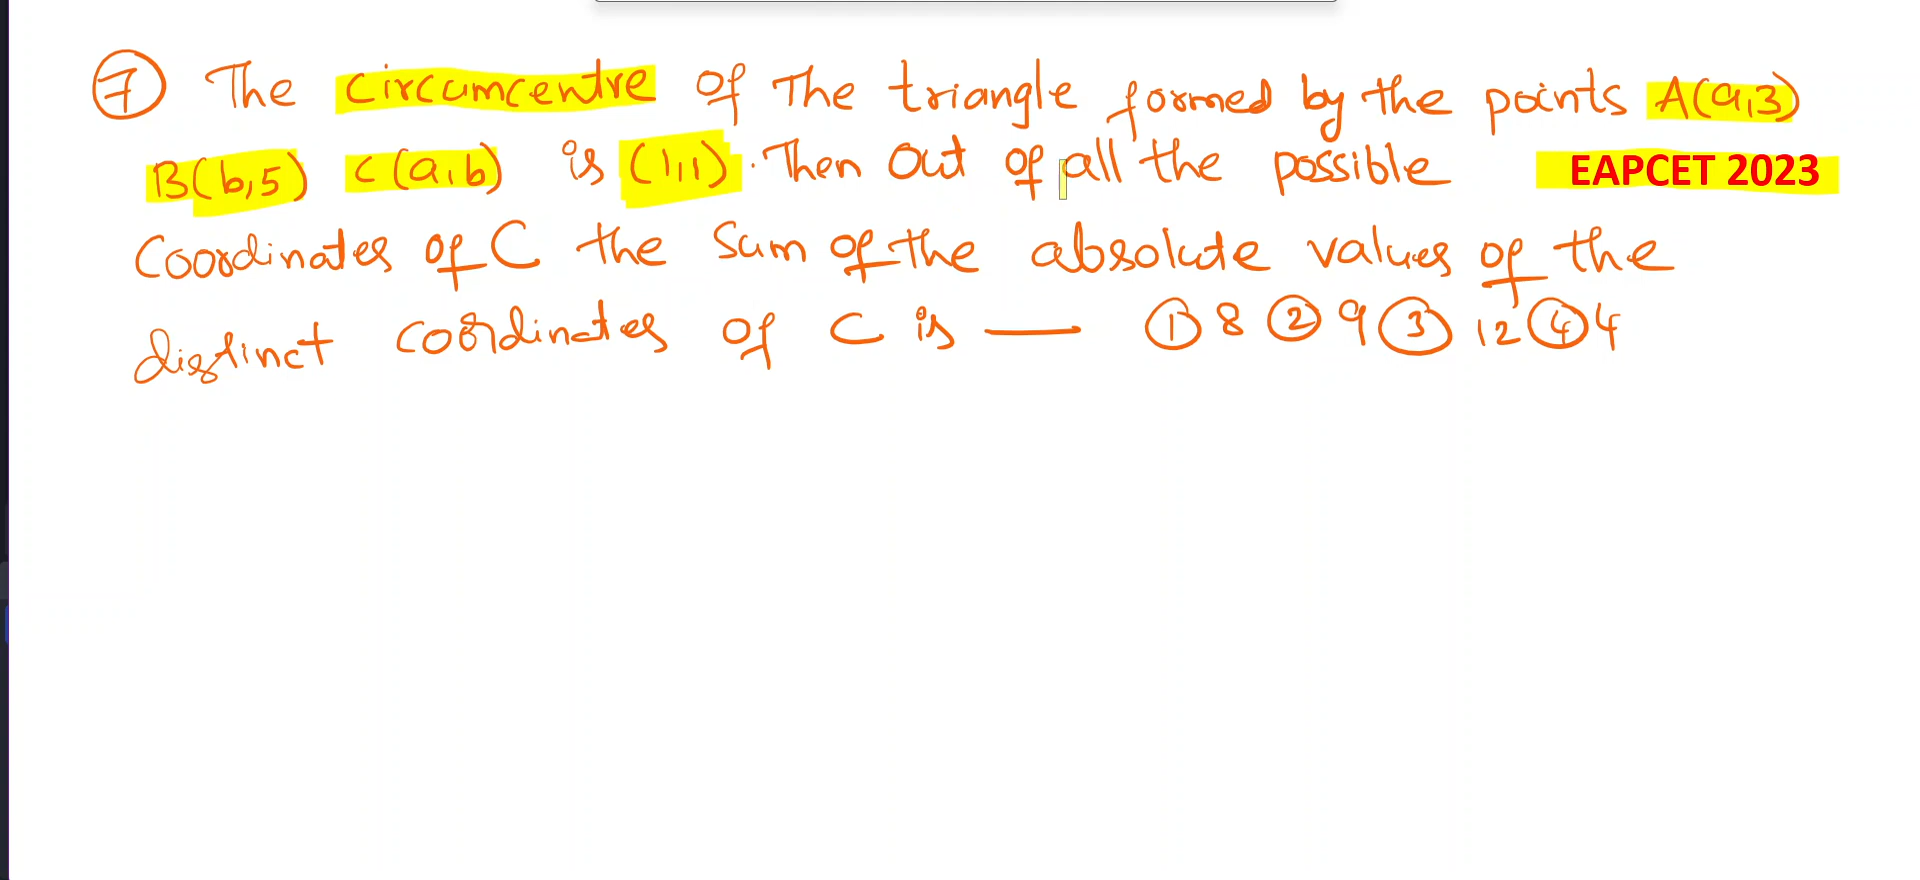 ⑦ The circumcentre of The triangle formed by the points A(a,3)
B(b,5) C(a,b) is (1,1). Then Out of all the possible EAPCET 2023
Coordinates of C the Sum of the absolute values of the
distinct coordinates of C is — ① 8 ② 9 ③ 12 ④ 4